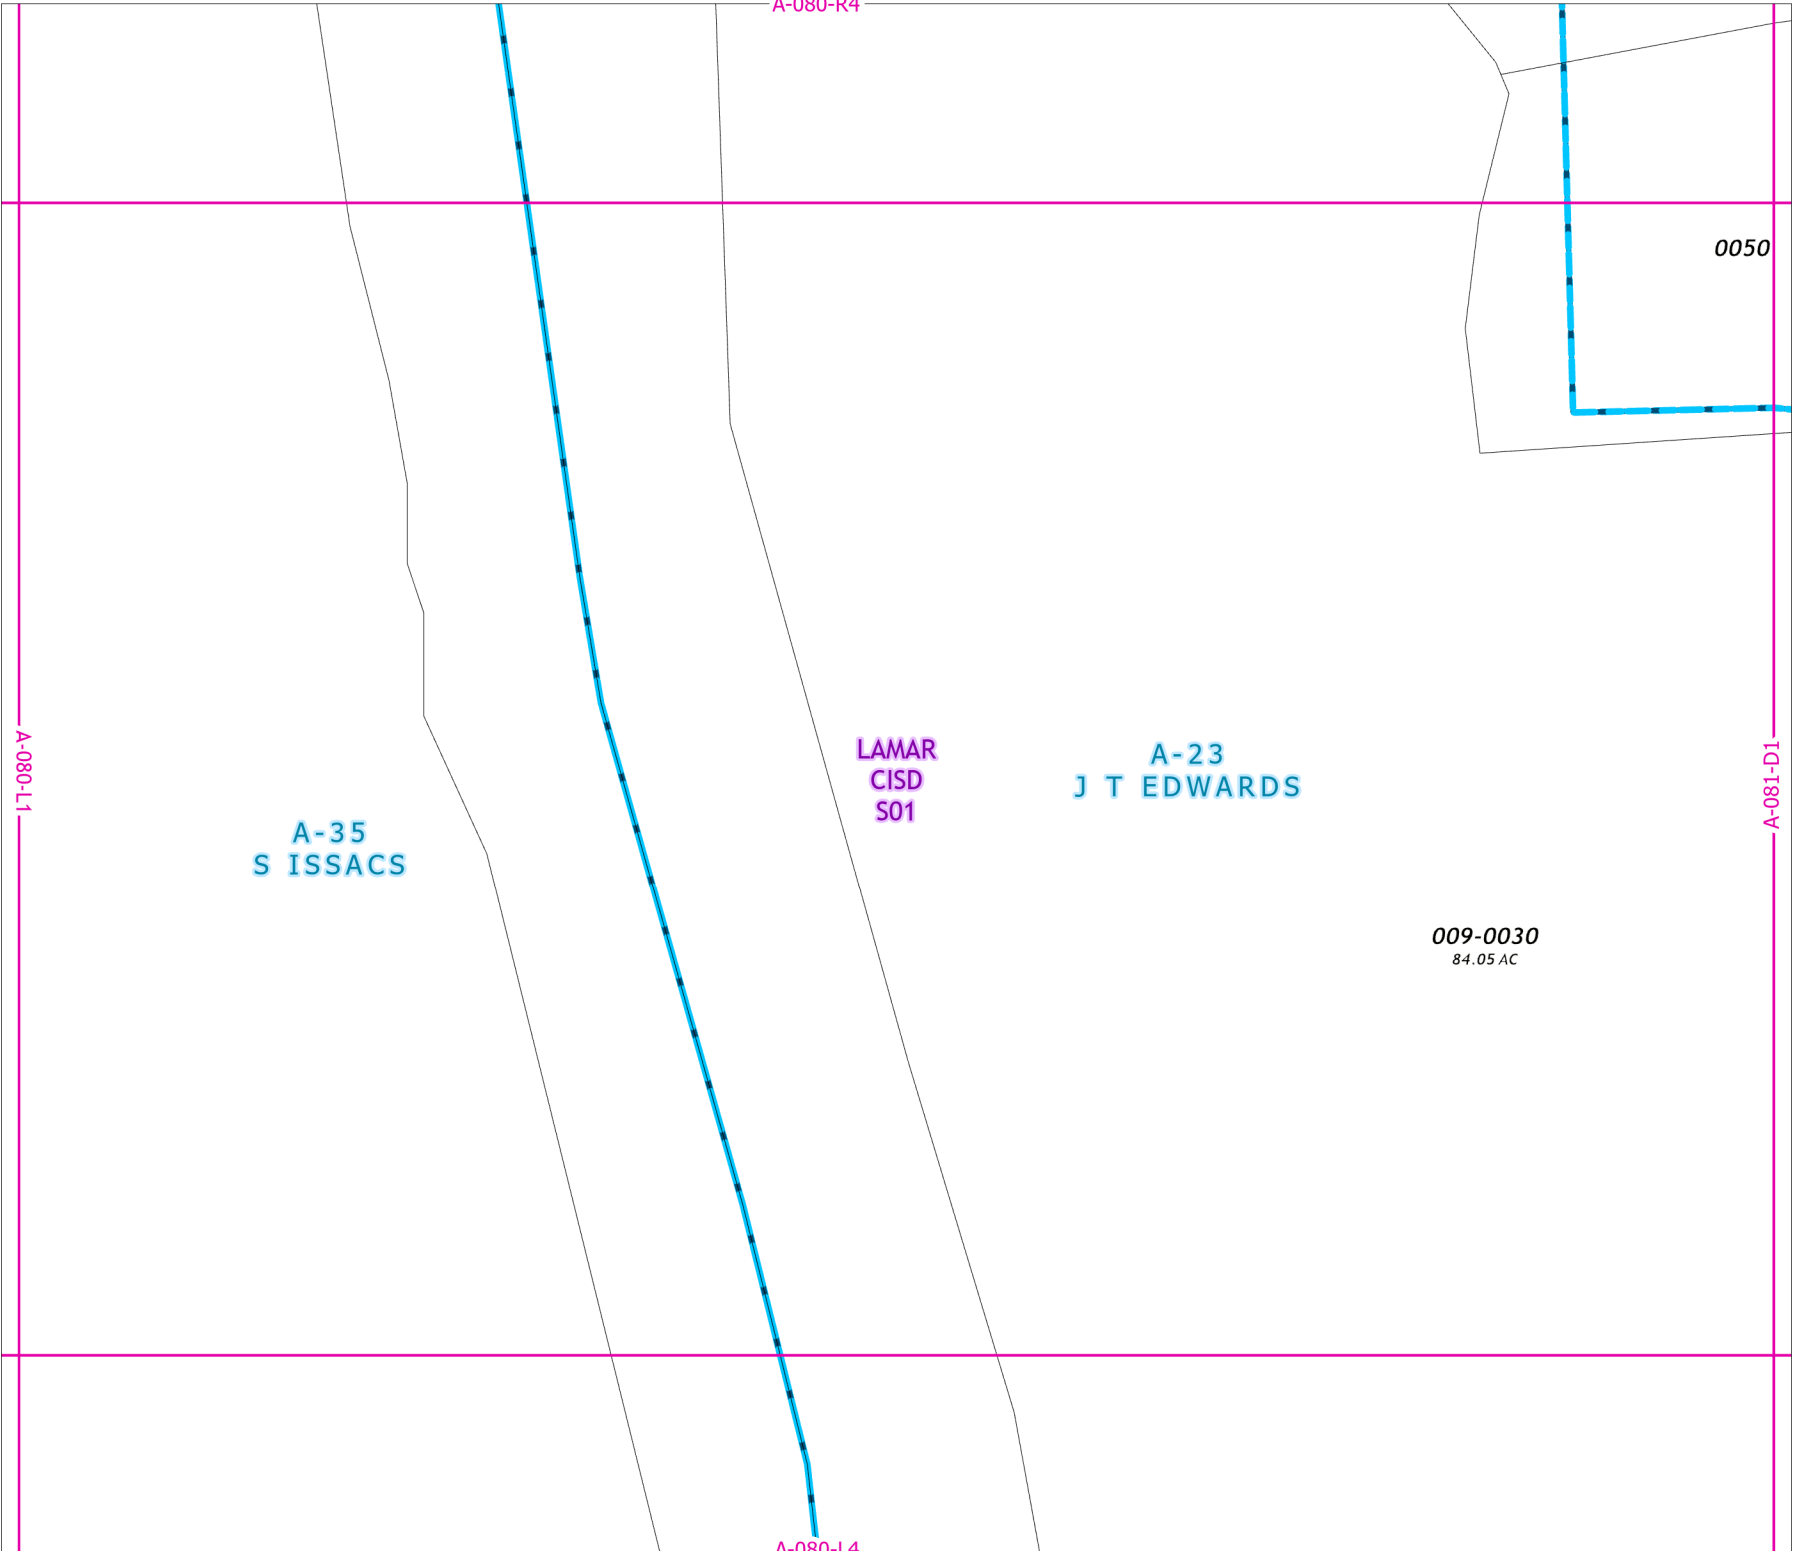 A-080-R4
0050
A-080-L1
LAMAR
CISD
S01
A-23
J T EDWARDS
A-081-D1
A-35
S ISSACS
009-0030
84.05 AC
A-080-L4